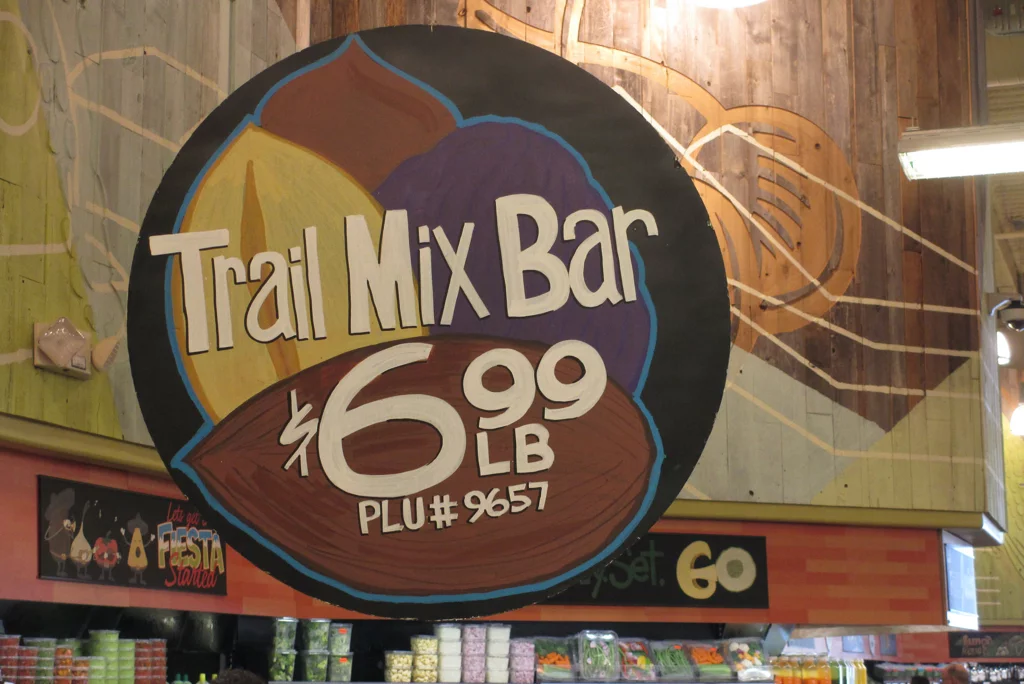 Trail Mix Bar
$6.99
LB
PLU# 9657
Let's get a
FIESTA
Started
y, Set, GO